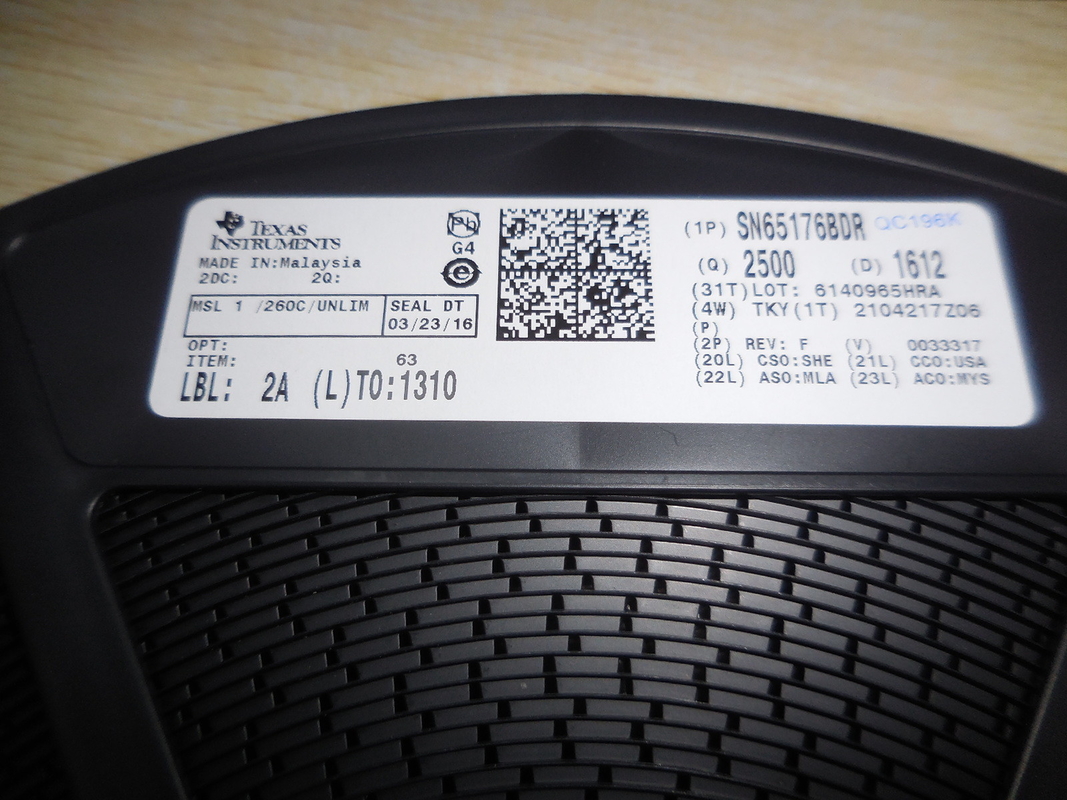 TEXAS
INSTRUMENTS
MADE IN:Malaysia
2DC: 2Q:
MSL 1 /260C/UNLIM
SEAL DT
03/23/16
OPT:
ITEM:
63
LBL: 2A (L)TO:1310
Pb
G4
e
(1P) SN65176BDR QC196K
(Q) 2500 (D) 1612
(31T)LOT: 6140965HRA
(4W) TKY(1T) 2104217Z06
(P)
(2P) REV: F (V) 0033317
(20L) CSO:SHE (21L) CCO:USA
(22L) ASO:MLA (23L) ACO:MYS